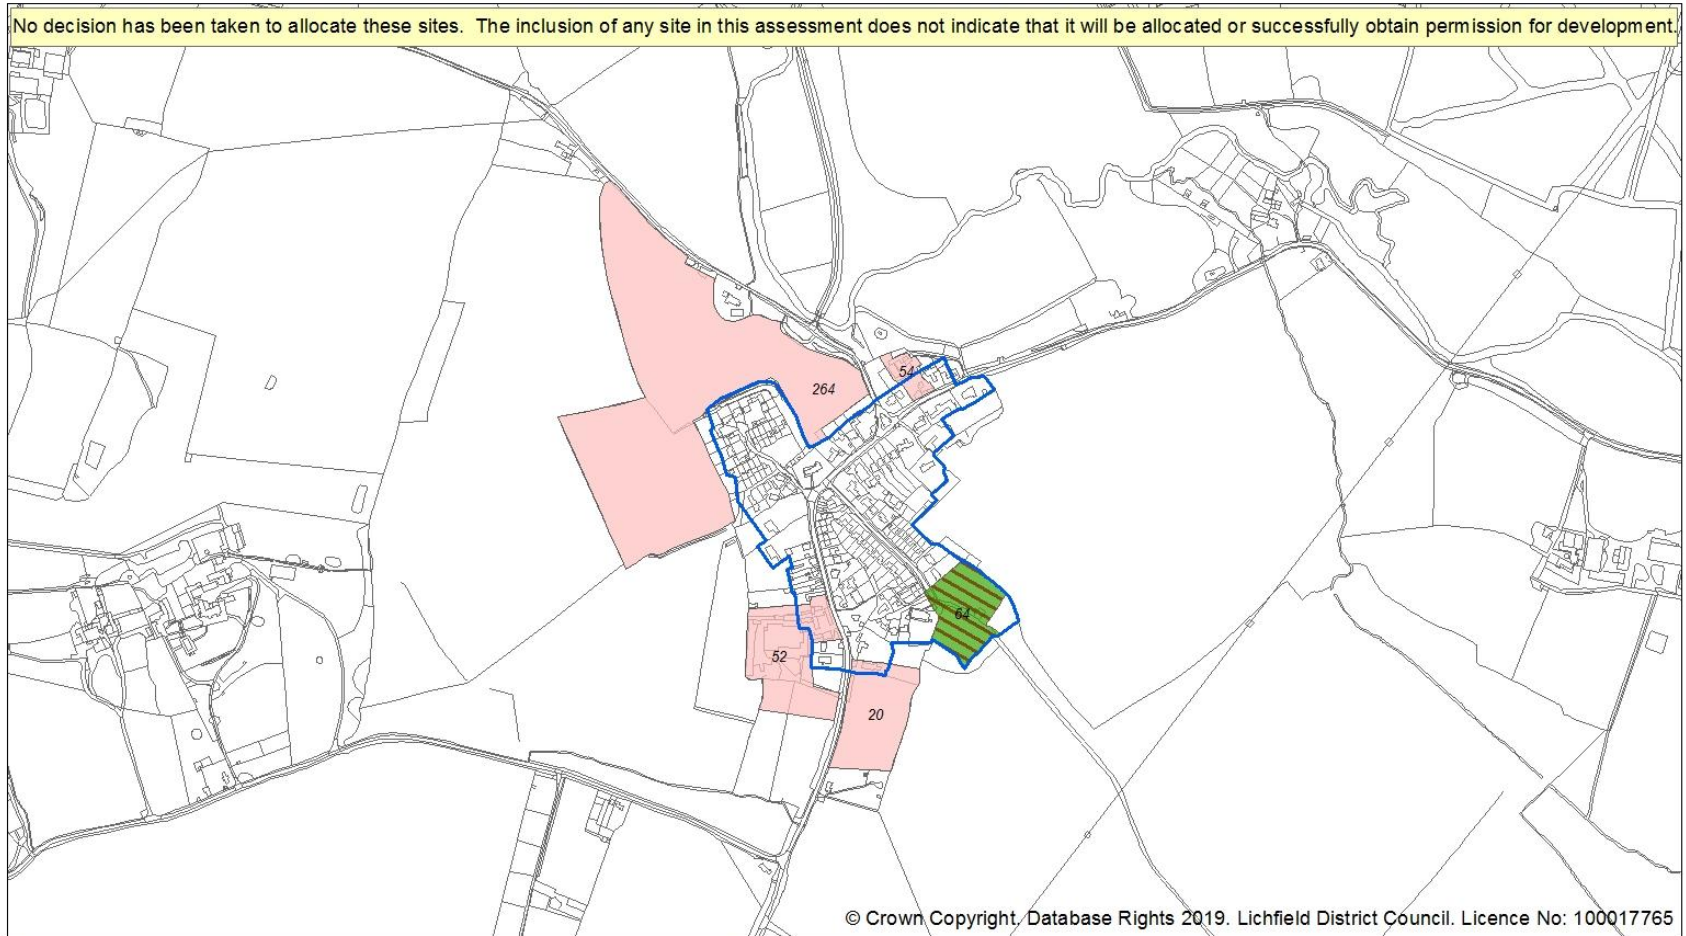 No decision has been taken to allocate these sites. The inclusion of any site in this assessment does not indicate that it will be allocated or successfully obtain permission for development.
54
264
64
52
20
© Crown Copyright. Database Rights 2019. Lichfield District Council. Licence No: 100017765